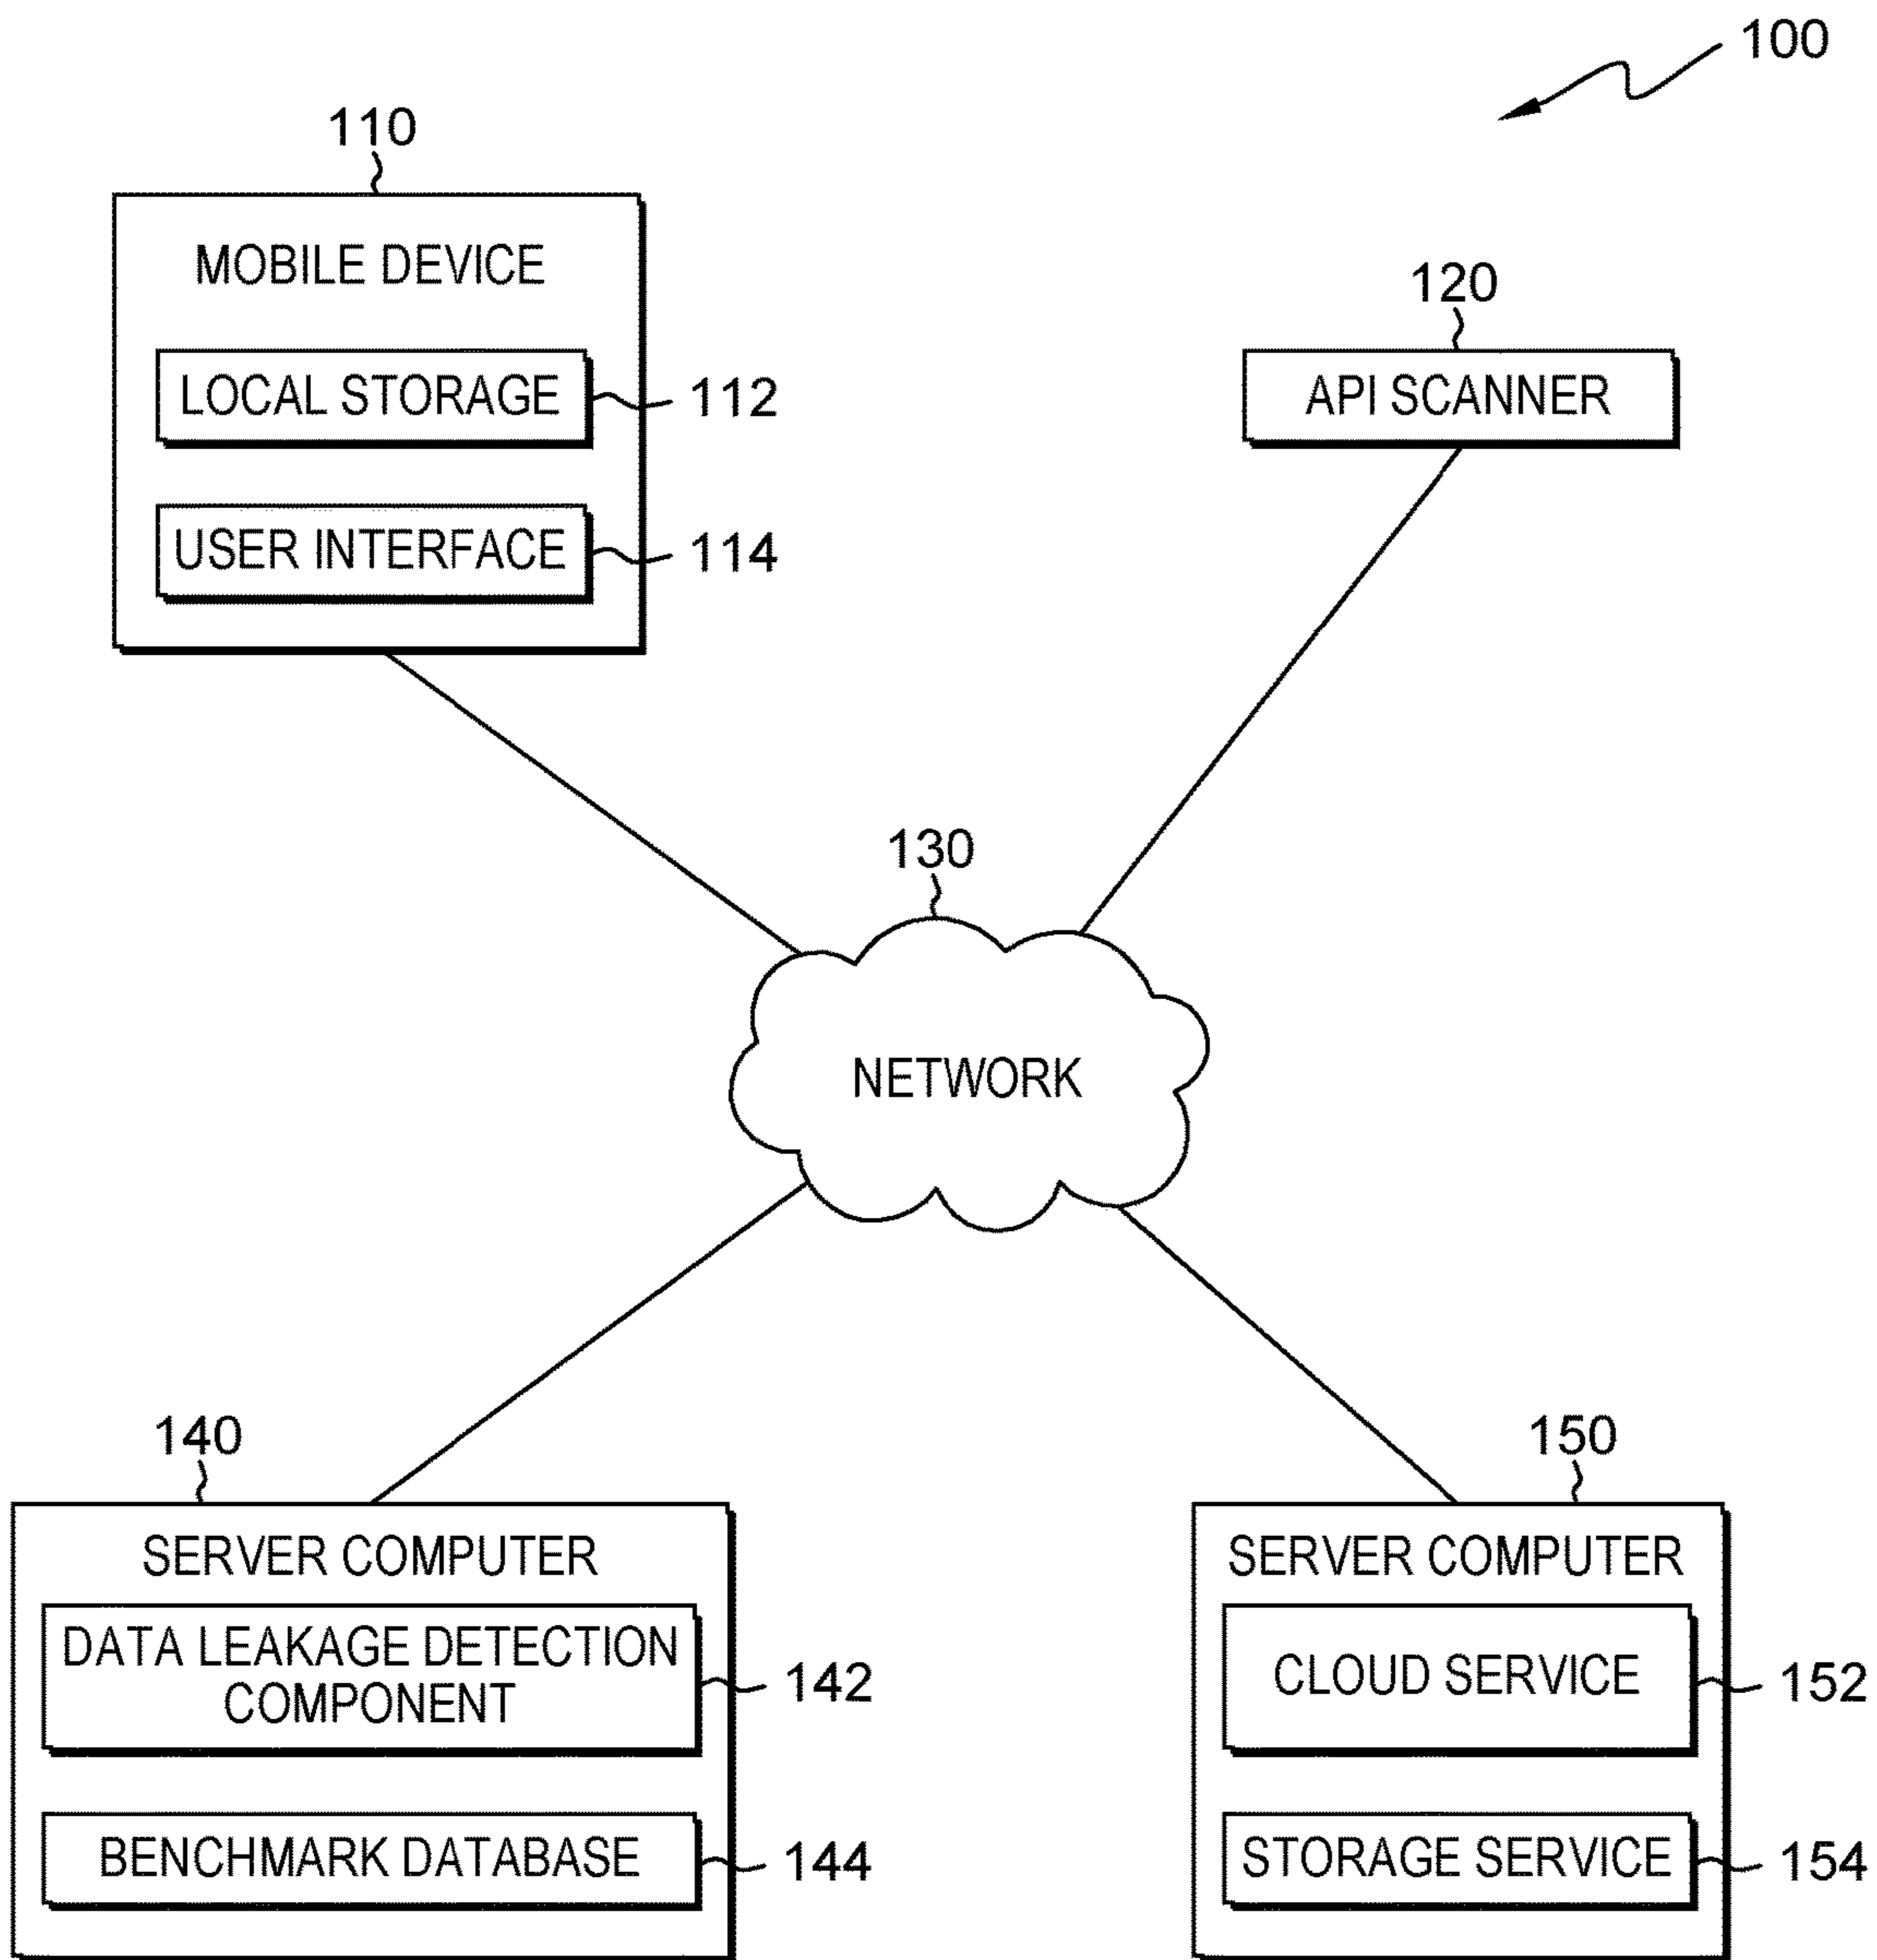 100
110
MOBILE DEVICE
LOCAL STORAGE
112
USER INTERFACE
114
120
API SCANNER
130
NETWORK
140
SERVER COMPUTER
DATA LEAKAGE DETECTION
COMPONENT
142
BENCHMARK DATABASE
144
150
SERVER COMPUTER
CLOUD SERVICE
152
STORAGE SERVICE
154